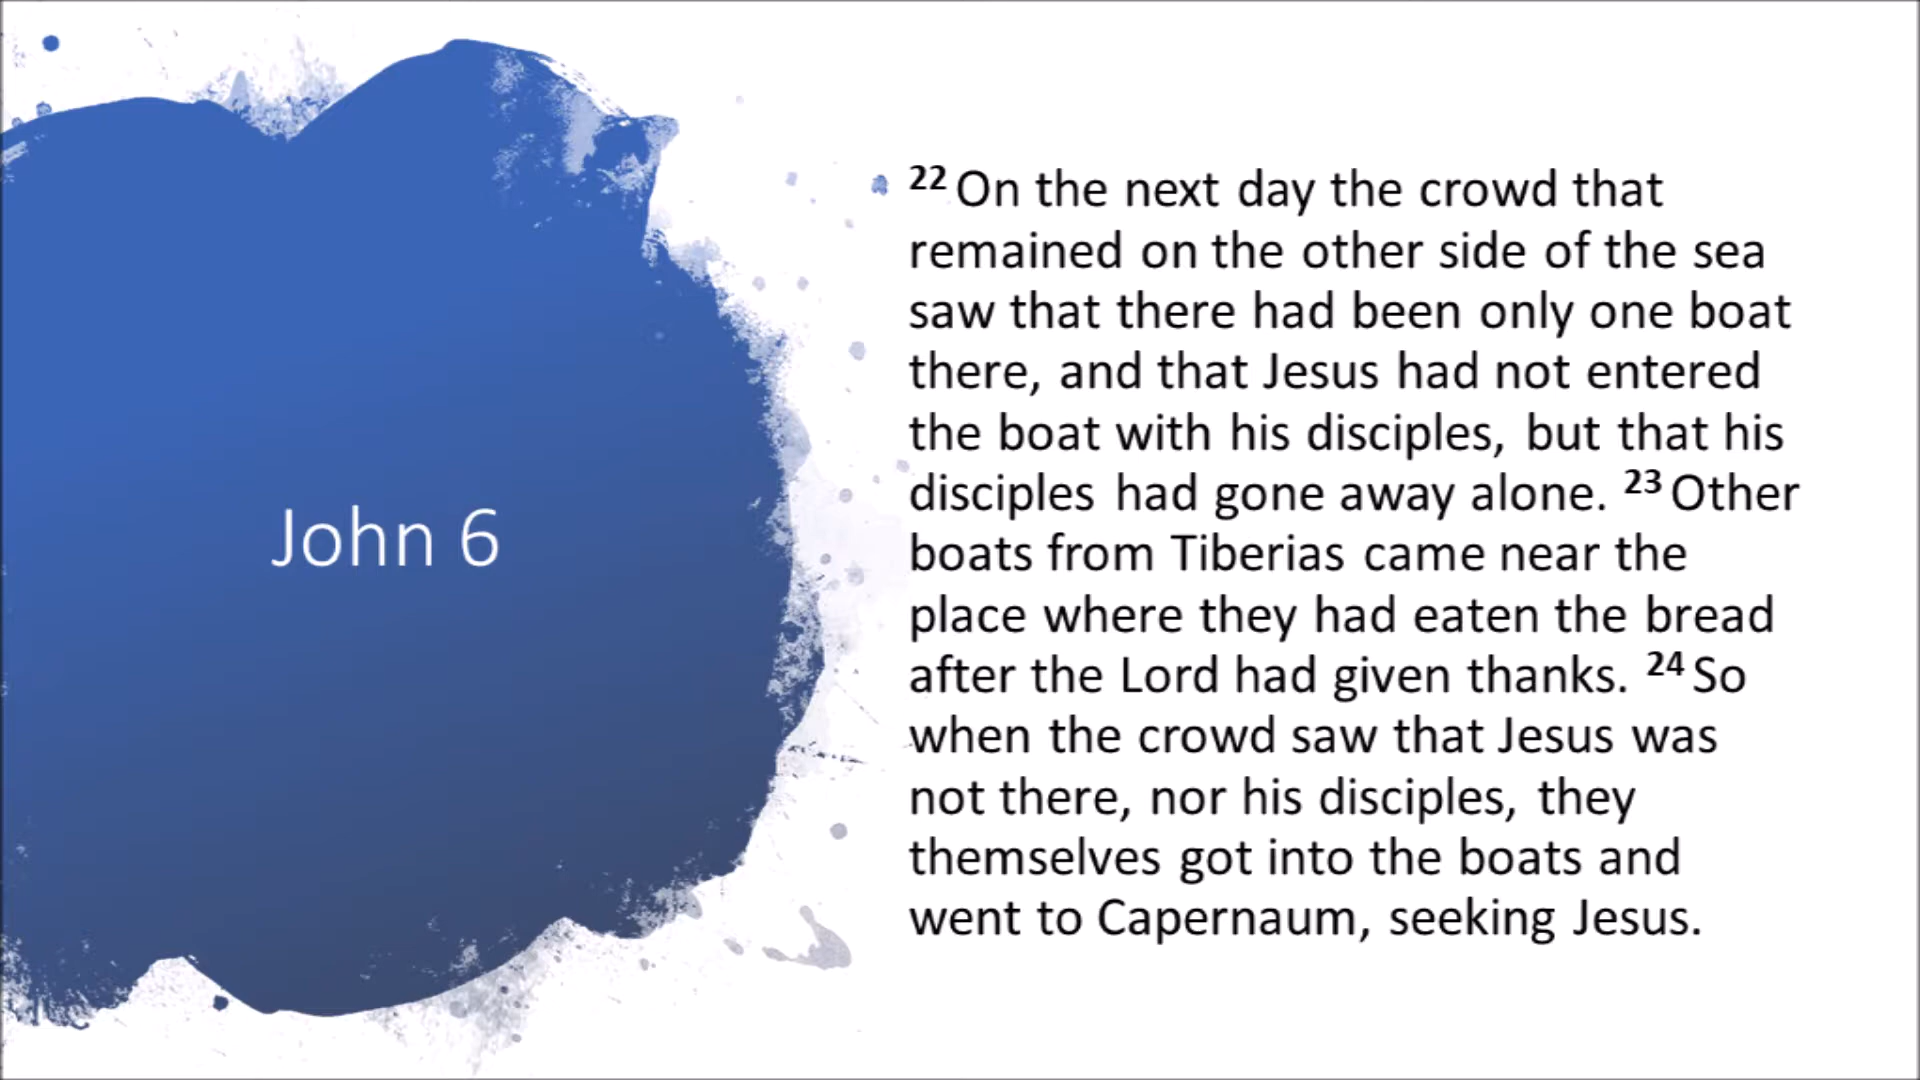 John 6
22 On the next day the crowd that
remained on the other side of the sea
saw that there had been only one boat
there, and that Jesus had not entered
the boat with his disciples, but that his
disciples had gone away alone. 23 Other
boats from Tiberias came near the
place where they had eaten the bread
after the Lord had given thanks. 24 So
when the crowd saw that Jesus was
not there, nor his disciples, they
themselves got into the boats and
went to Capernaum, seeking Jesus.